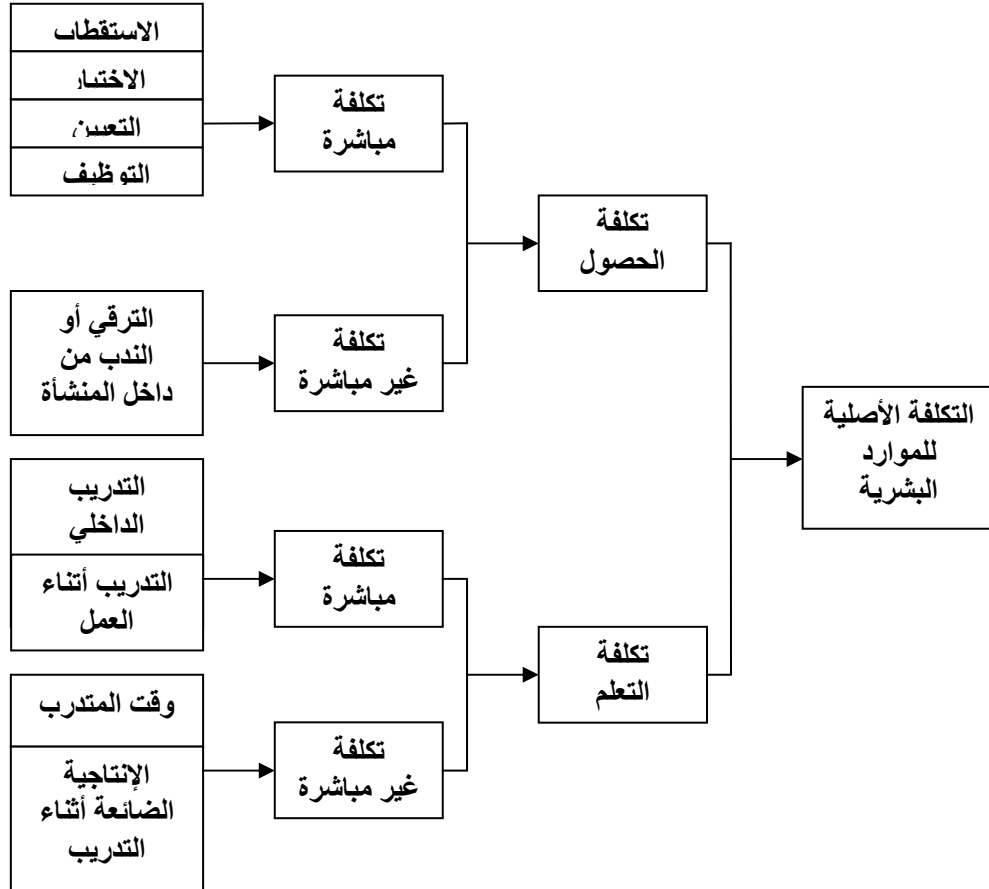 الاستقطاب
الاختيار
التعيين
التوظيف
تكلفة
مباشرة
تكلفة
الحصول
الترقي أو
الندب من
داخل المنشأة
تكلفة
غير مباشرة
التكلفة الأصلية
للموارد
البشرية
التدريب
الداخلي
التدريب أثناء
العمل
تكلفة
مباشرة
تكلفة
التعلم
وقت المتدرب
الإنتاجية
الضائعة أثناء
التدريب
تكلفة
غير مباشرة